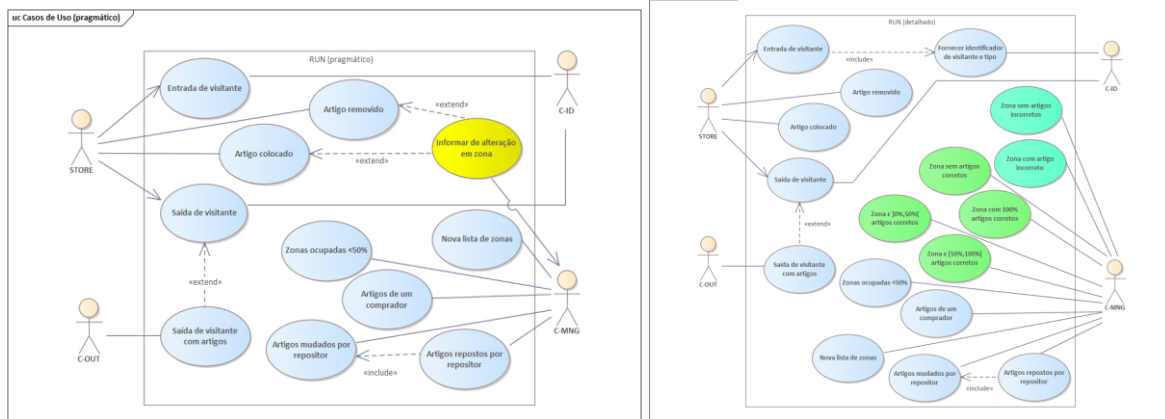 uc Casos de Uso (pragmático)
RUN (pragmático)
Entrada de visitante
C-ID
Artigo removido
«extend»
STORE
Artigo colocado
«extend»
Informar de alteração
em zona
Saída de visitante
Nova lista de zonas
Zonas ocupadas <50%
«extend»
Artigos de um
comprador
C-MNG
C-OUT
Saída de visitante
com artigos
Artigos mudados por
repositor
Artigos repostos por
repositor
«include»
RUN (detalhado)
Entrada de visitante
«include»
Fornecer identificador
de visitante e tipo
C-ID
Artigo removido
STORE
Artigo colocado
Zona sem artigos
incorretos
Zona sem artigos
corretos
Zona com artigo
incorreto
Saída de visitante
«extend»
Zona ϵ ]0%,50%[
artigos corretos
Zona com 100%
artigos corretos
Zona ϵ [50%,100%[
artigos corretos
C-OUT
Saída de visitante
com artigos
Zonas ocupadas <50%
C-MNG
Artigos de um
comprador
Nova lista de zonas
Artigos mudados por
repositor
«include»
Artigos repostos por
repositor